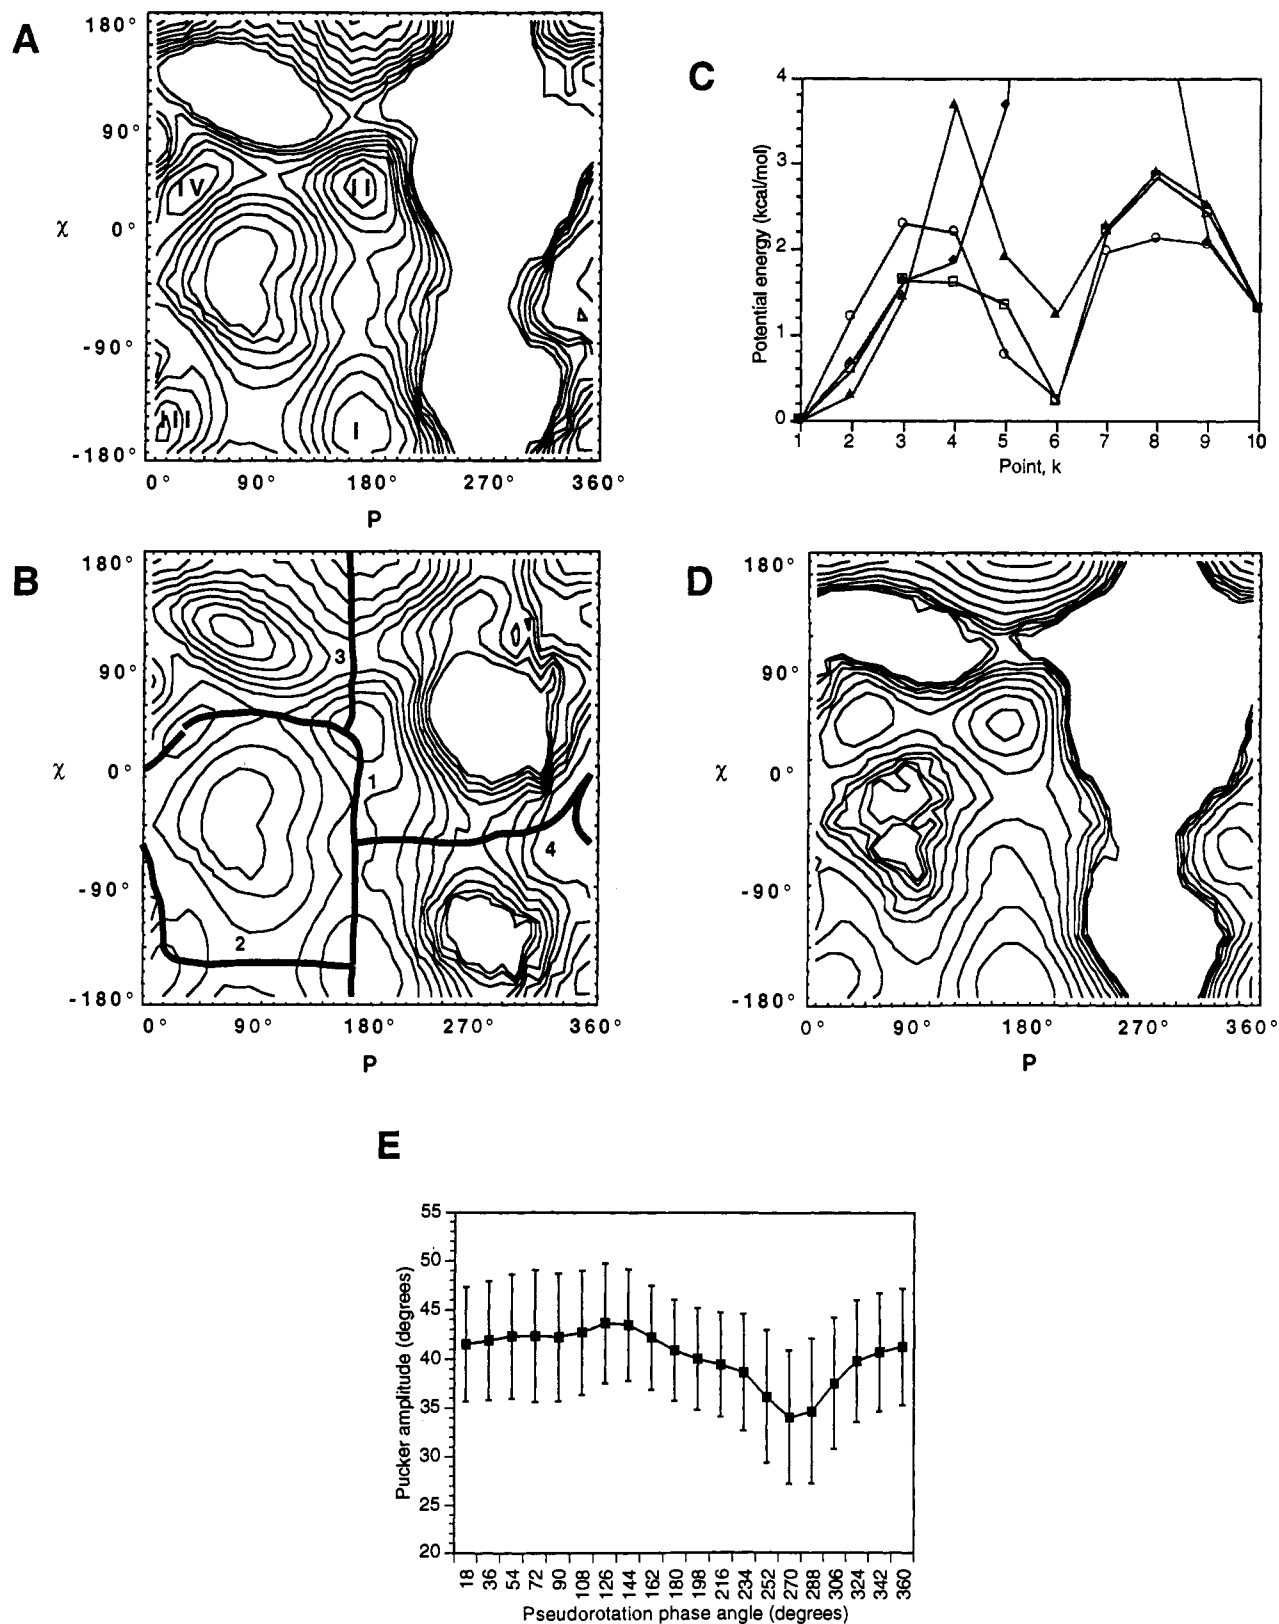 A
180°
90°
0°
-90°
-180°
χ
IV
II
III
I
0° 90° 180° 270° 360°
P
C
4
3
2
1
0
Potential energy (kcal/mol)
1 2 3 4 5 6 7 8 9 10
Point, k
B
180°
90°
0°
-90°
-180°
χ
3
1
4
2
0° 90° 180° 270° 360°
P
D
180°
90°
0°
-90°
-180°
χ
0° 90° 180° 270° 360°
P
E
55
50
45
40
35
30
25
20
Pucker amplitude (degrees)
18 36 54 72 90 108 126 144 162 180 198 216 234 252 270 288 306 324 342 360
Pseudorotation phase angle (degrees)